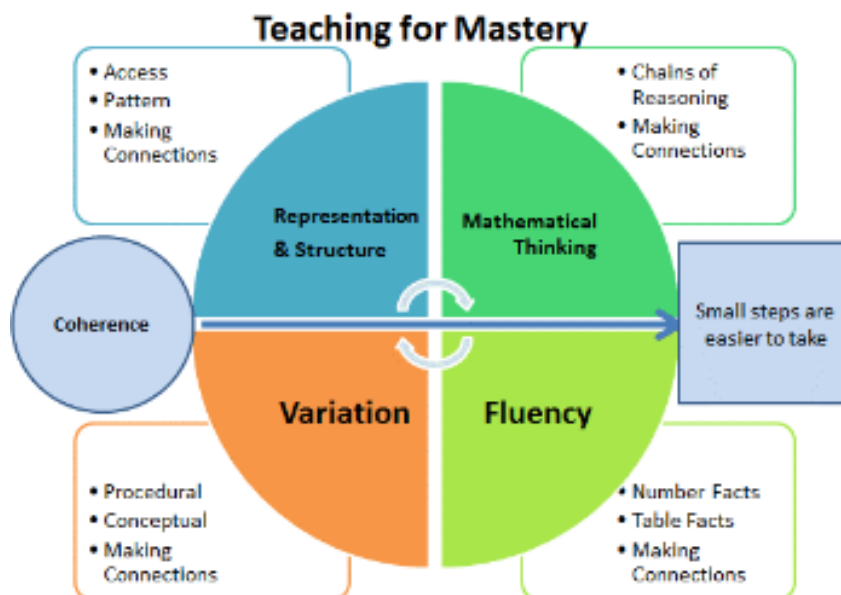 Teaching for Mastery
• Access
• Pattern
• Making
Connections
• Chains of
Reasoning
• Making
Connections
Representation
& Structure
Mathematical
Thinking
Coherence
Small steps are
easier to take
Variation
Fluency
• Procedural
• Conceptual
• Making
Connections
• Number Facts
• Table Facts
• Making
Connections